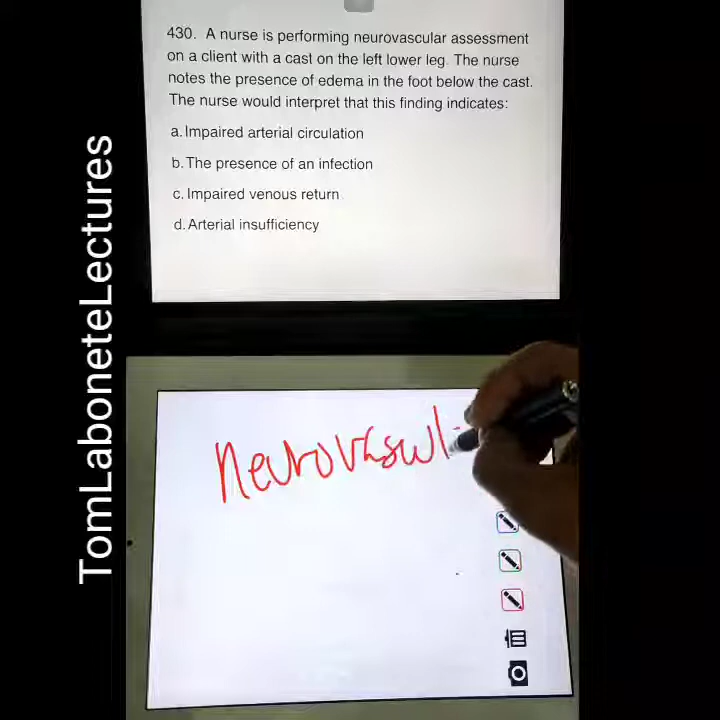 430. A nurse is performing neurovascular assessment
on a client with a cast on the left lower leg. The nurse
notes the presence of edema in the foot below the cast.
The nurse would interpret that this finding indicates:
a. Impaired arterial circulation
b. The presence of an infection
c. Impaired venous return
d. Arterial insufficiency
TomLaboneteLectures